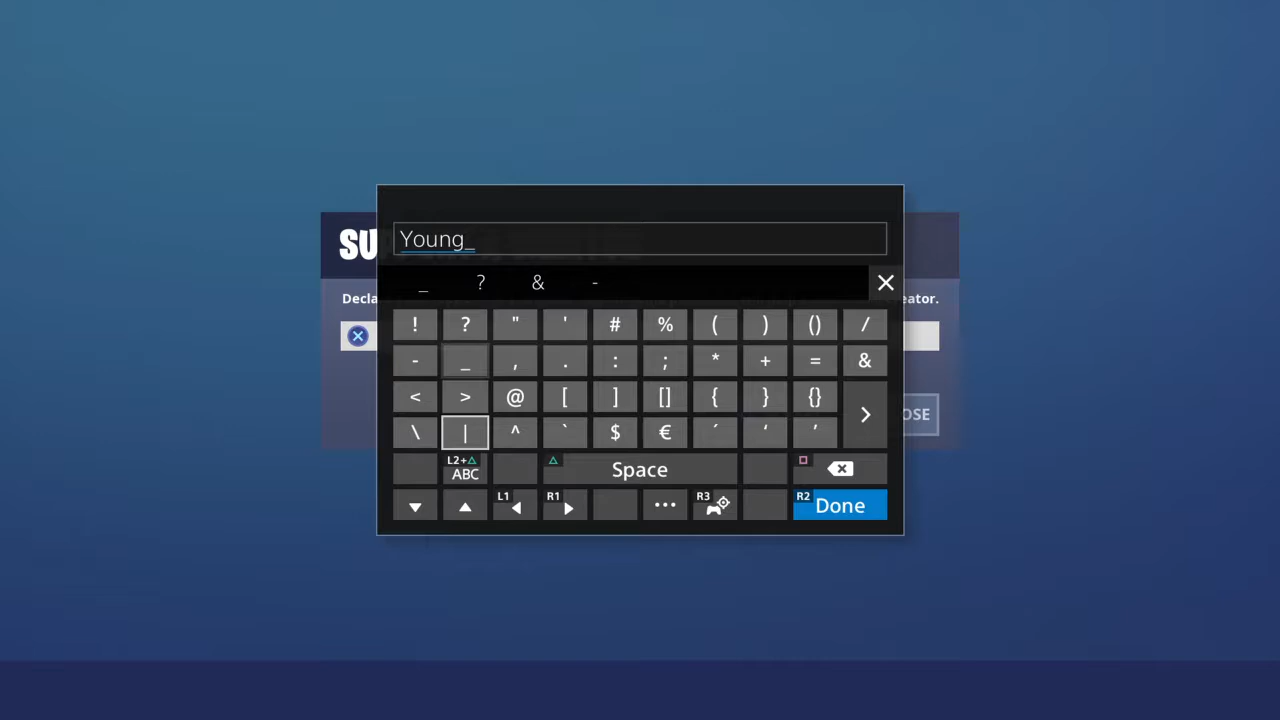 SU
Young_
_ ? & -
Decla
eator.
! ? " ' # % ( ) () /
- _ , . : ; * + = &
< > @ [ ] [] { } {}
>
OSE
\ | ^ ` $ € ´ ‘ ’
L2+△
ABC
△
Space
L1 R1 ... R3
R2
Done